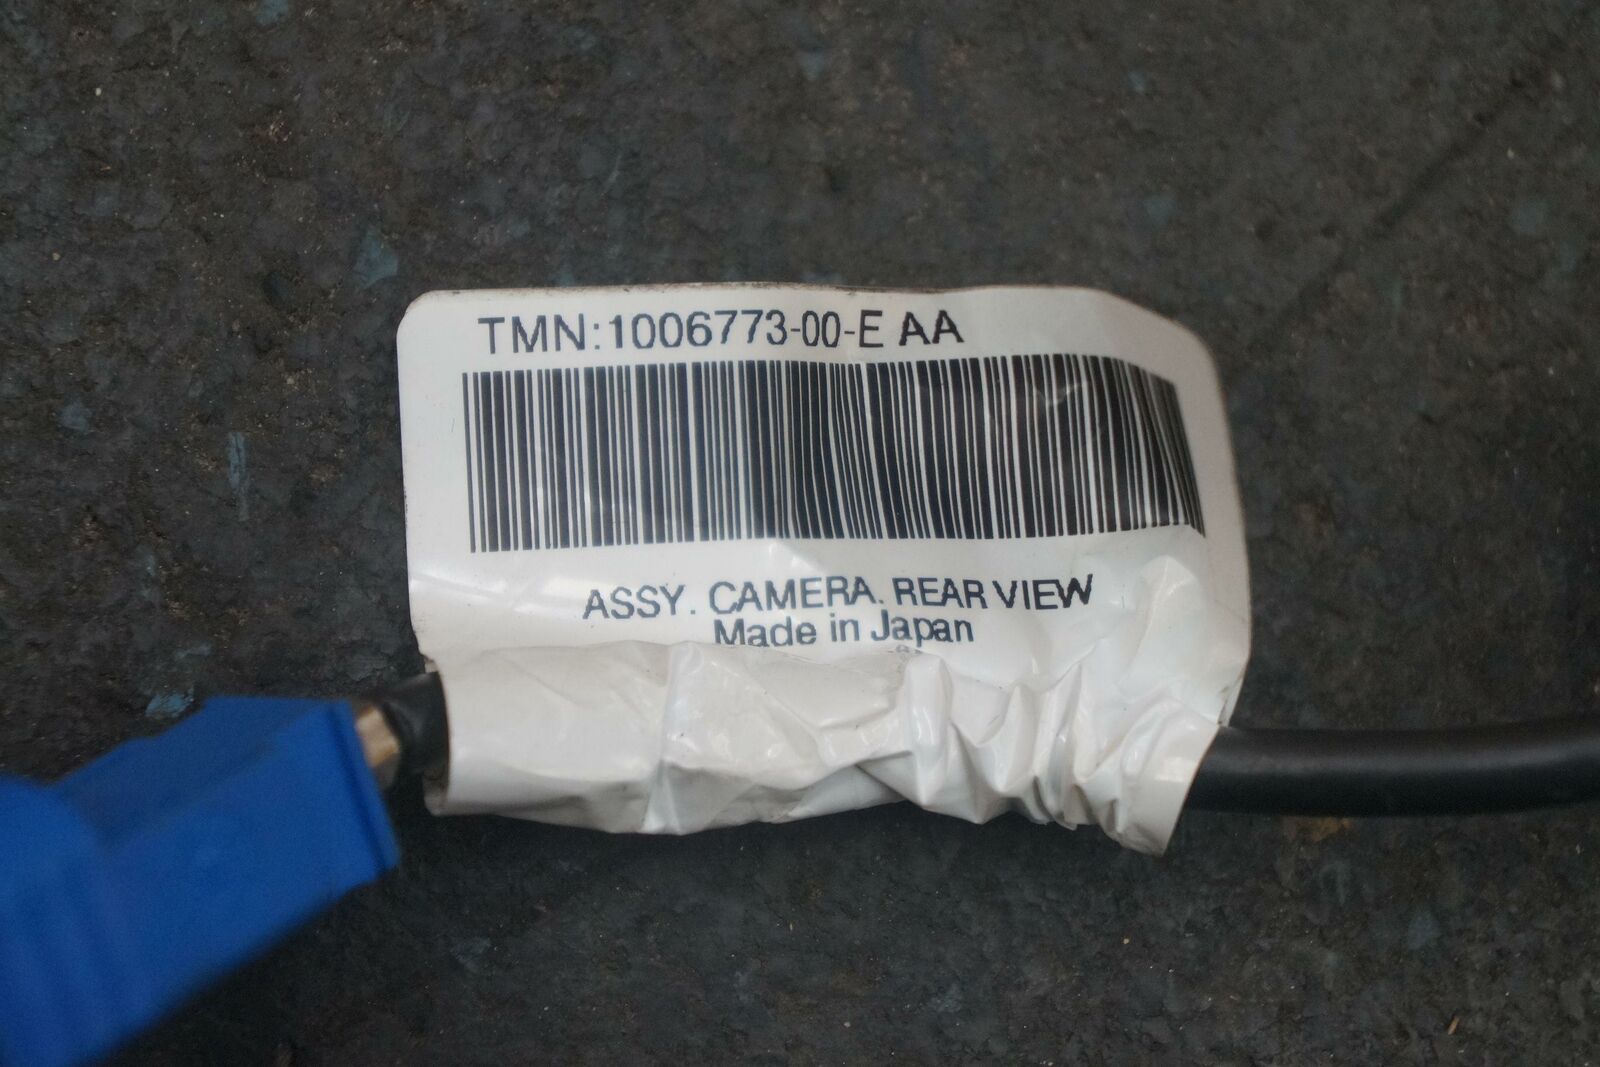 TMN:1006773-00-E AA
ASSY. CAMERA. REAR VIEW
Made in Japan